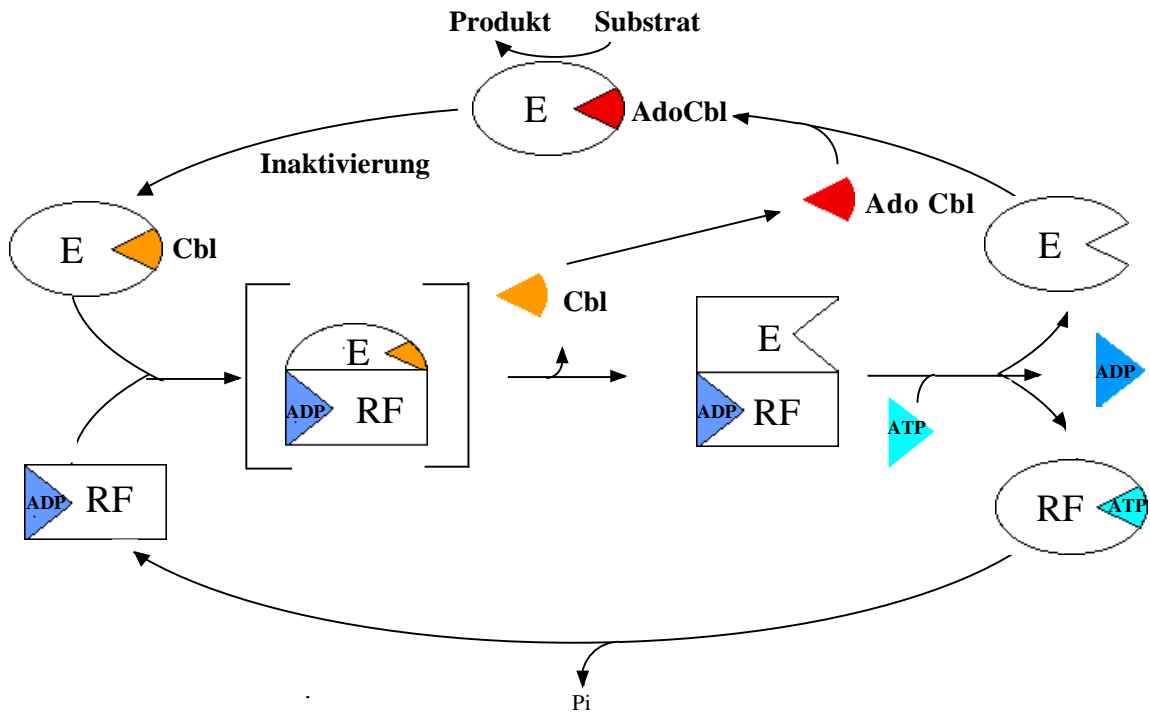 Produkt Substrat
E AdoCbl
Inaktivierung
Ado Cbl
E Cbl
E
Cbl
E
E
ADP
ADP RF
ADP RF
ATP
ADP RF
RF ATP
Pi